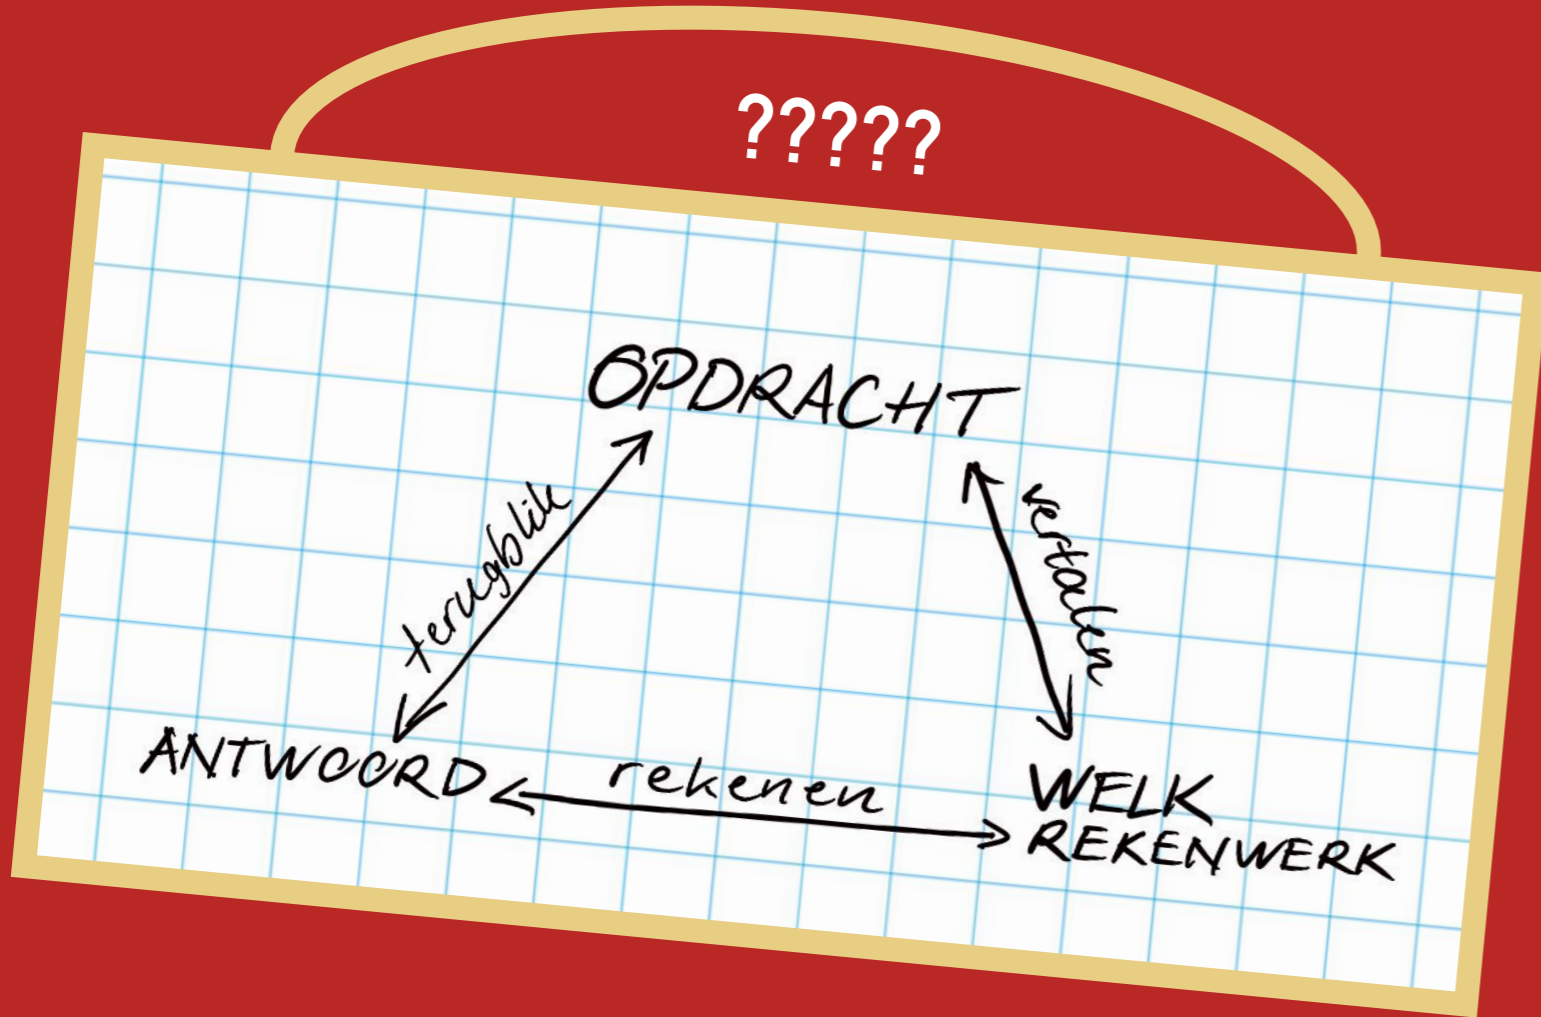 ?????
OPDRACHT
terugblik
vertalen
ANTWOORD
rekenen
WELK
REKENWERK